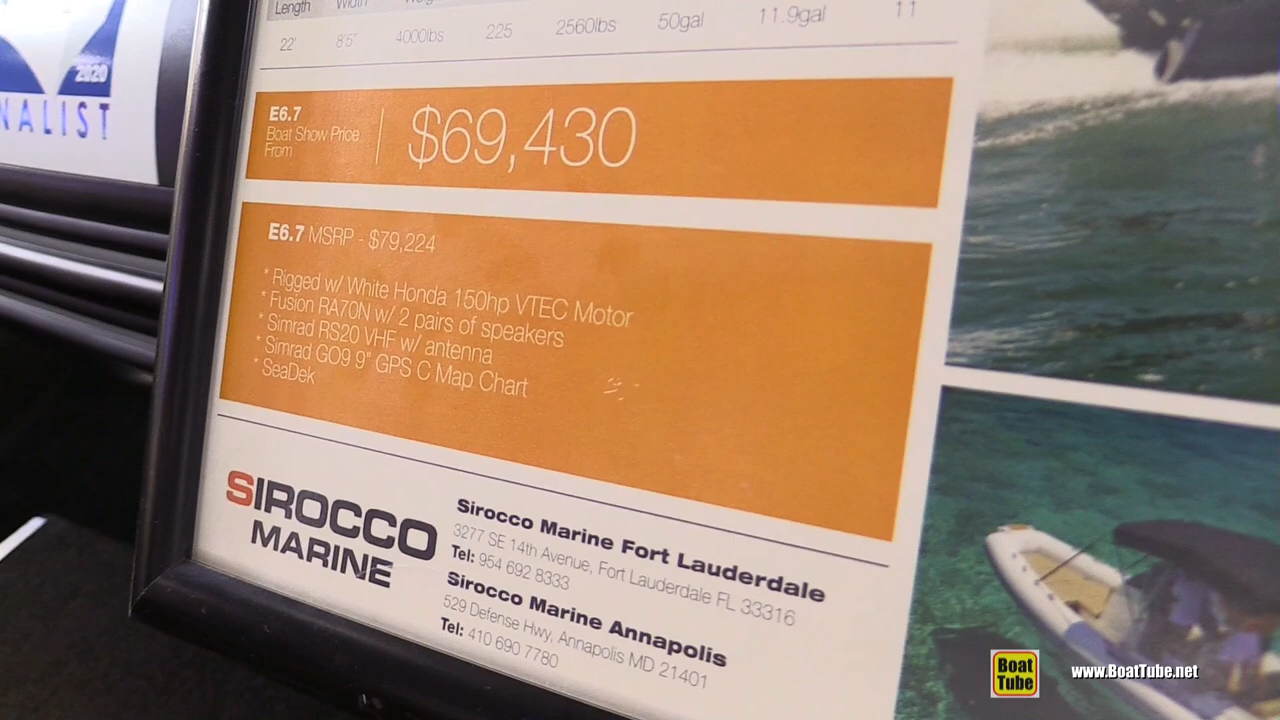 Length Width
22' 8'5" 4000lbs 225 2560lbs 50gal 11.9gal 11
2020
NALIST
E6.7
Boat Show Price
From
$69,430
E6.7 MSRP - $79,224
* Rigged w/ White Honda 150hp VTEC Motor
* Fusion RA70N w/ 2 pairs of speakers
* Simrad RS20 VHF w/ antenna
* Simrad GO9 9" GPS C Map Chart
* SeaDek
SIROCCO
MARINE
Sirocco Marine Fort Lauderdale
3277 SE 14th Avenue, Fort Lauderdale FL 33316
Tel: 954 692 8333
Sirocco Marine Annapolis
529 Defense Hwy, Annapolis MD 21401
Tel: 410 690 7780
Boat
Tube
www.BoatTube.net